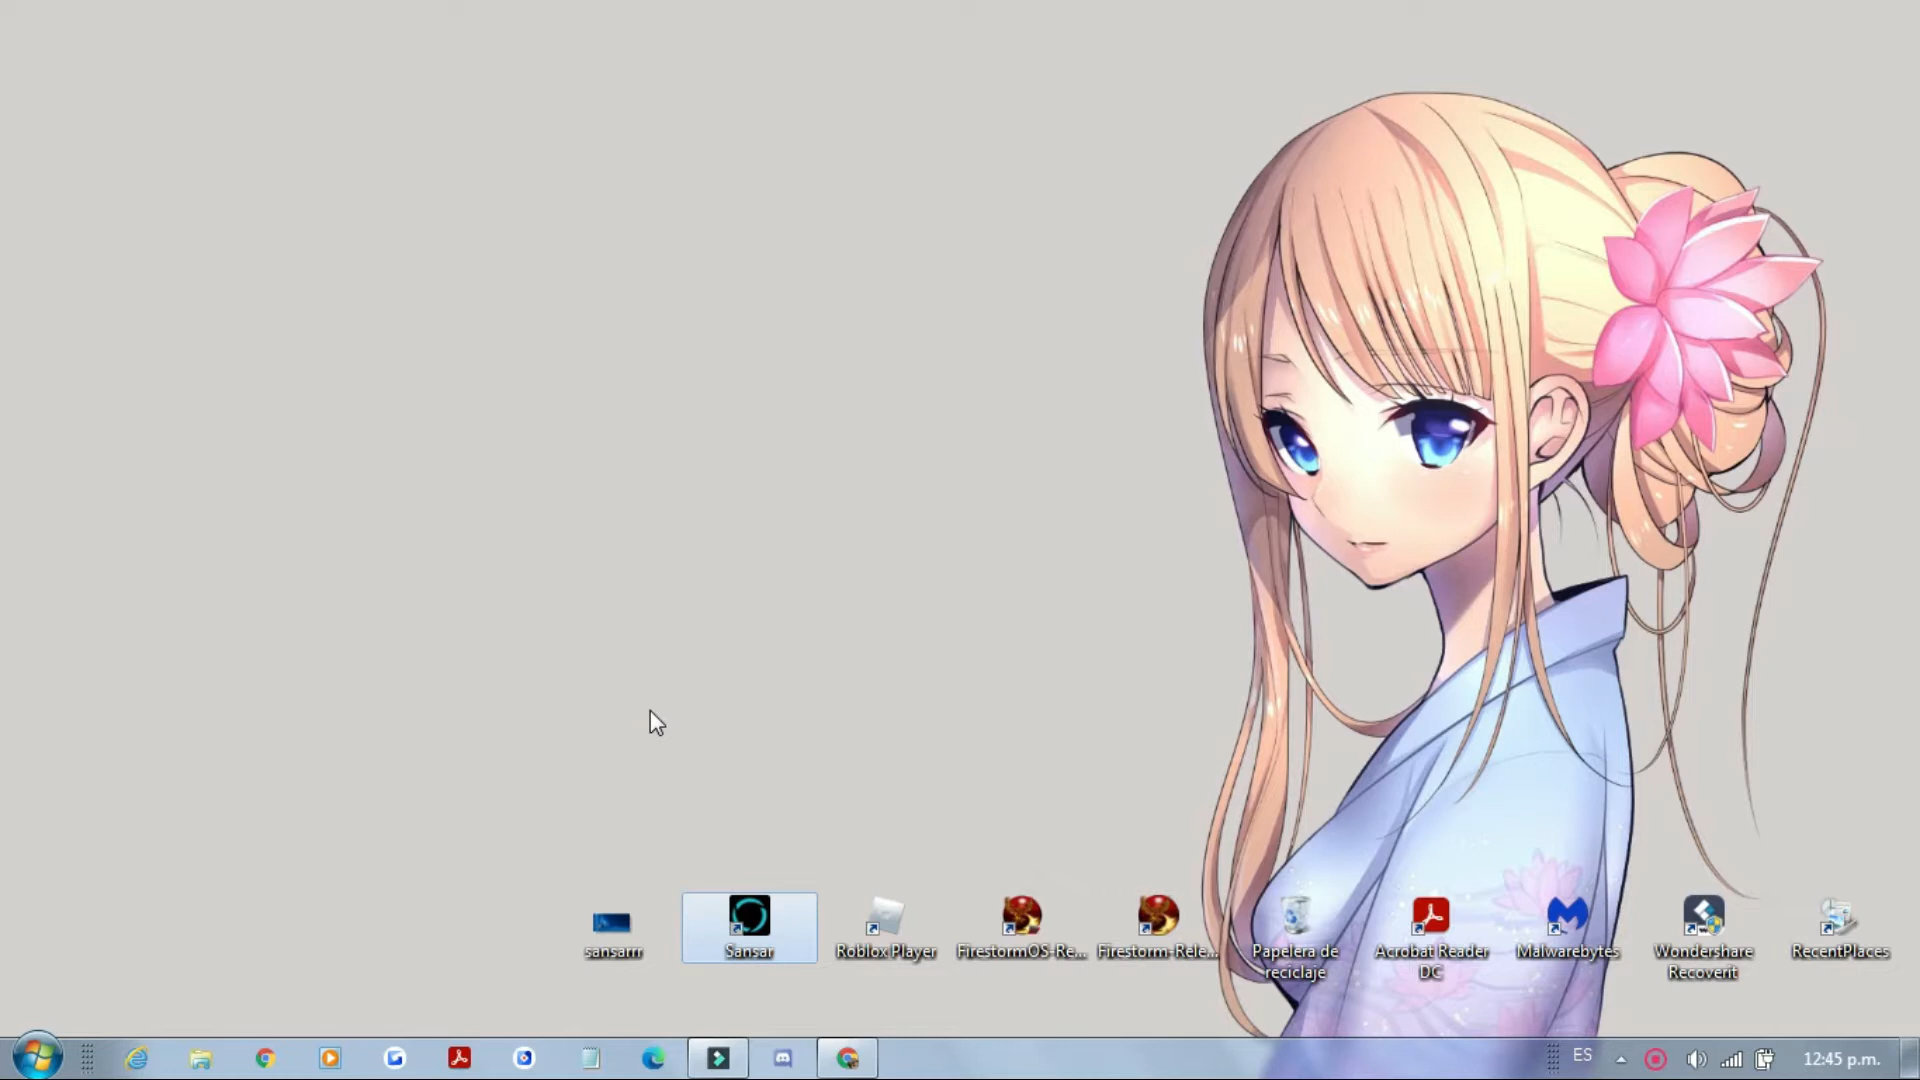 sansarrr
Sansar
Roblox Player
FirestormOS-Re...
Firestorm-Rele...
Papelera de
reciclaje
Acrobat Reader
DC
Malwarebytes
Wondershare
Recoverit
RecentPlaces
ES
12:45 p.m.